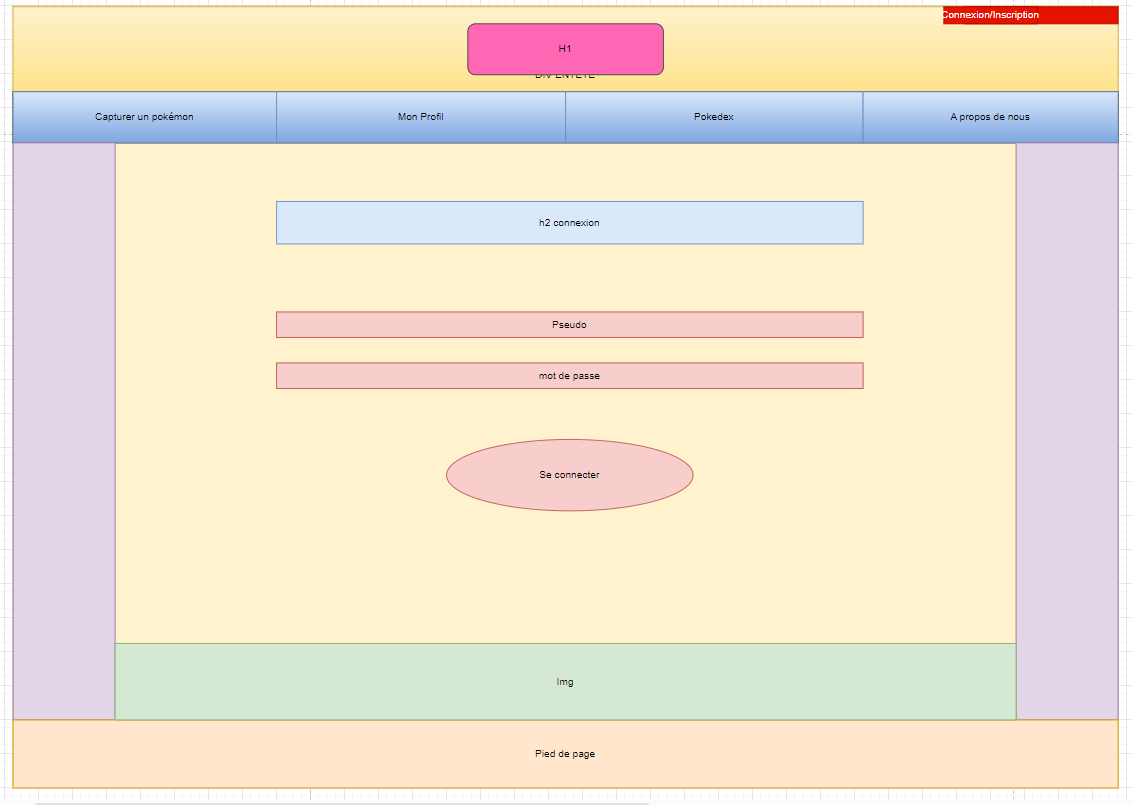 Connexion/Inscription
H1
DIV ENTETE
Capturer un pokémon
Mon Profil
Pokedex
A propos de nous
h2 connexion
Pseudo
mot de passe
Se connecter
Img
Pied de page